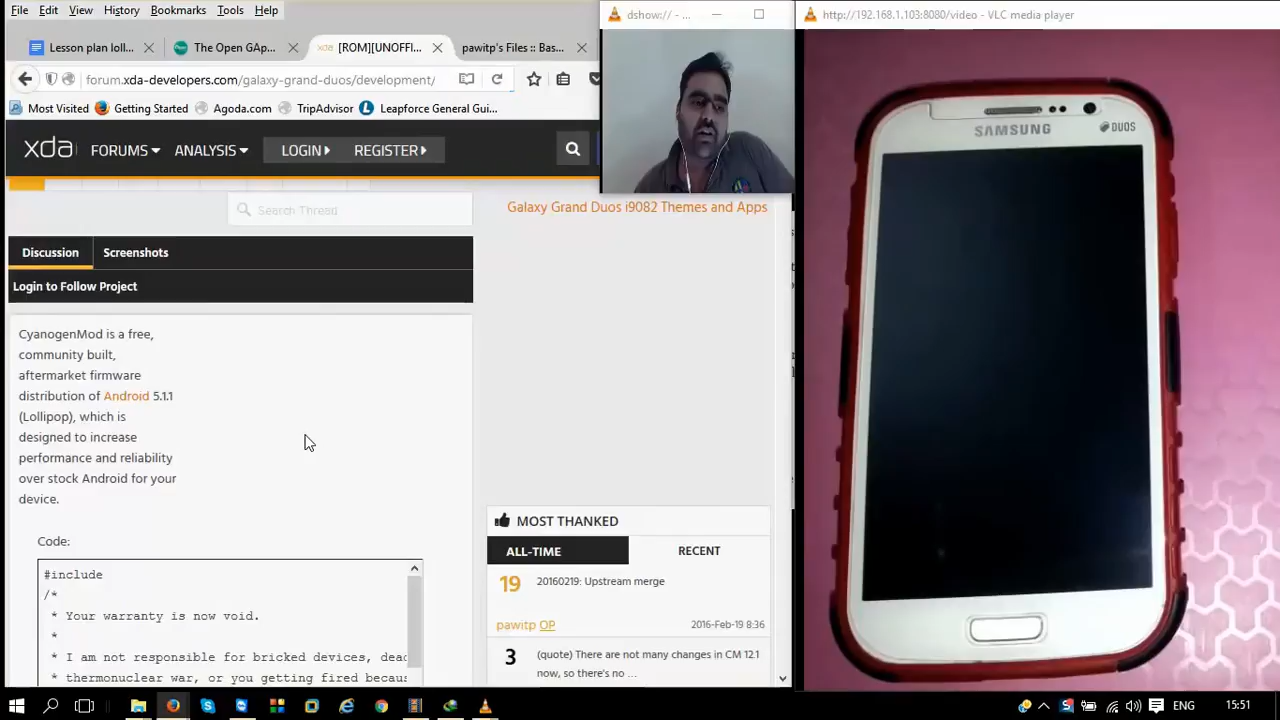 File Edit View History Bookmarks Tools Help
Lesson plan loll...
The Open GAp...
[ROM][UNOFFI...
pawitp's Files :: Bas...
forum.xda-developers.com/galaxy-grand-duos/development/
Most Visited
Getting Started
Agoda.com
TripAdvisor
Leapforce General Gui...
xda
FORUMS
ANALYSIS
LOGIN
REGISTER
Search Thread
Discussion
Screenshots
Login to Follow Project
CyanogenMod is a free,
community built,
aftermarket firmware
distribution of Android 5.1.1
(Lollipop), which is
designed to increase
performance and reliability
over stock Android for your
device.
Code:
#include
/*
* Your warranty is now void.
*
* I am not responsible for bricked devices, dead
* thermonuclear war, or you getting fired becaus
Galaxy Grand Duos i9082 Themes and Apps
MOST THANKED
ALL-TIME
RECENT
19
20160219: Upstream merge
pawitp OP
2016-Feb-19 8:36
3
(quote) There are not many changes in CM 12.1
now, so there's no ...
dshow:// - ...
http://192.168.1.103:8080/video - VLC media player
SAMSUNG
DUOS
ENG
15:51